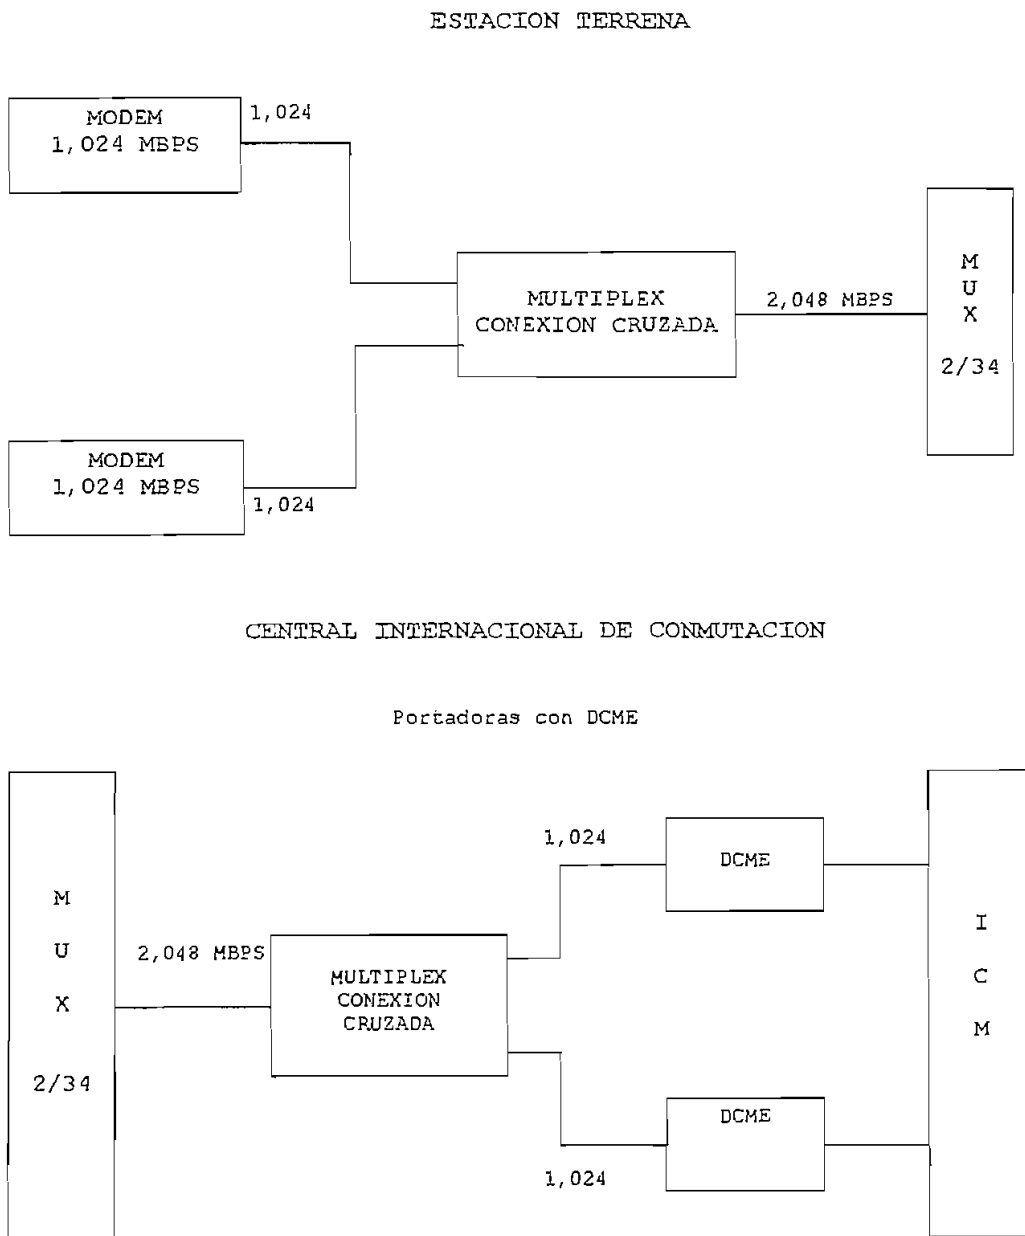 ESTACION TERRENA
MODEM
1,024 MBPS
1,024
MULTIPLEX
CONEXION CRUZADA
2,048 MBPS
M
U
X
2/34
MODEM
1,024 MBPS
1,024
CENTRAL INTERNACIONAL DE CONMUTACION
Portadoras con DCME
M
U
X
2/34
2,048 MBPS
MULTIPLEX
CONEXION
CRUZADA
1,024
DCME
DCME
1,024
I
C
M